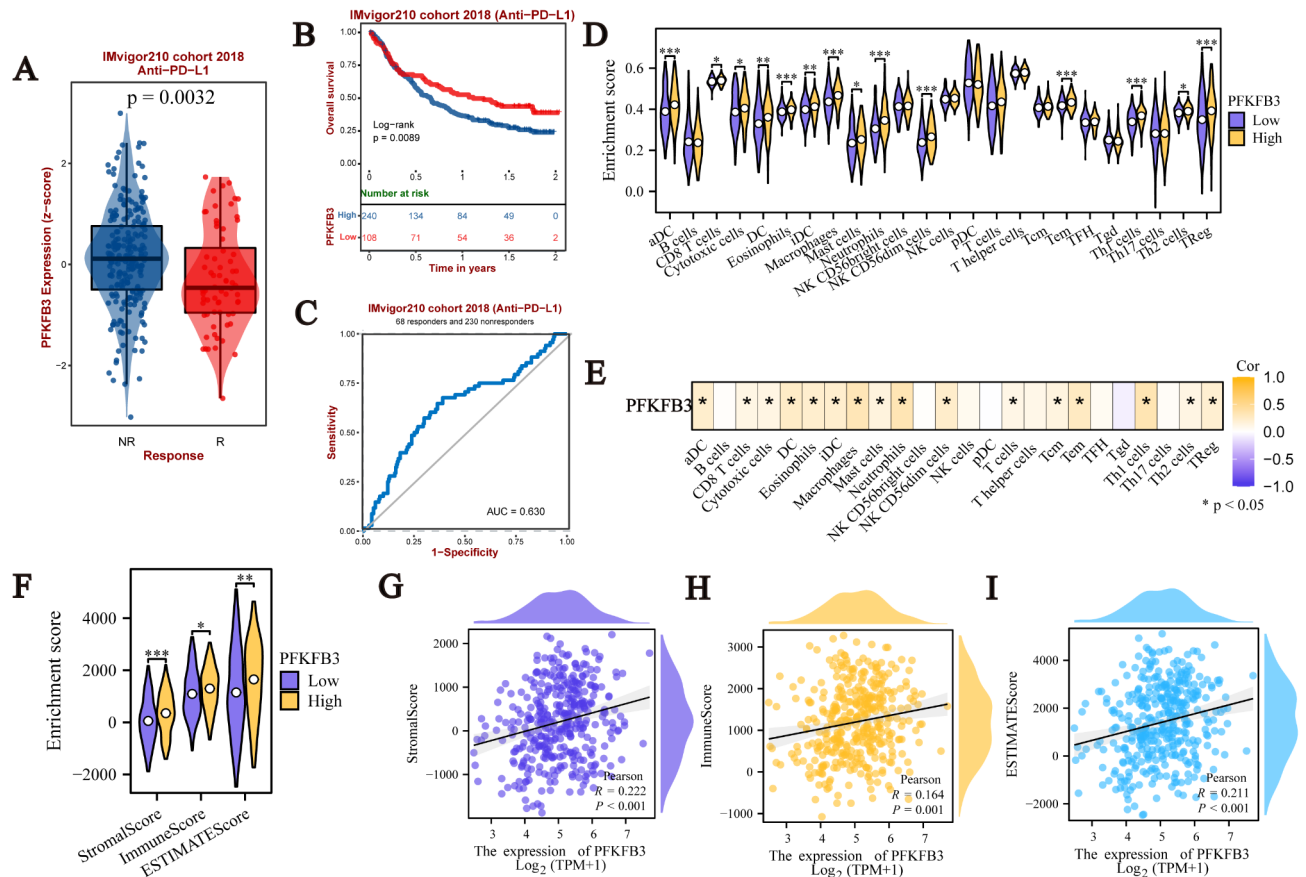 A
IMvigor210 cohort 2018
Anti−PD−L1
p = 0.0032
PFKFB3 Expression (z−score)
2
0
−2
NR
R
Response
B
IMvigor210 cohort 2018 (Anti−PD−L1)
Overall survival
1.00
0.75
0.50
0.25
0.00
Log−rank
p = 0.0089
0
0.5
1
1.5
2
Number at risk
PFKFB3
High
240
134
84
49
0
Low
108
71
54
36
2
0
0.5
1
1.5
2
Time in years
C
IMvigor210 cohort 2018 (Anti−PD−L1)
68 responders and 230 nonresponders
Sensitivity
1.00
0.75
0.50
0.25
0.00
AUC = 0.630
0.00
0.25
0.50
0.75
1.00
1−Specificity
D
Enrichment score
0.6
0.4
0.2
0.0
***
*
*
**
***
**
***
*
***
***
***
***
*
***
aDC
B cells
CD8 T cells
Cytotoxic cells
DC
Eosinophils
iDC
Macrophages
Mast cells
Neutrophils
NK CD56bright cells
NK CD56dim cells
NK cells
pDC
T cells
T helper cells
Tcm
Tem
TFH
Tgd
Th1 cells
Th17 cells
Th2 cells
TReg
PFKFB3
Low
High
E
PFKFB3
* * * * * * * * * * * * * * * *
aDC
B cells
CD8 T cells
Cytotoxic cells
DC
Eosinophils
iDC
Macrophages
Mast cells
Neutrophils
NK CD56bright cells
NK CD56dim cells
NK cells
pDC
T cells
T helper cells
Tcm
Tem
TFH
Tgd
Th1 cells
Th17 cells
Th2 cells
TReg
Cor
1.0
0.5
0.0
−0.5
−1.0
* p < 0.05
F
Enrichment score
4000
2000
0
−2000
***
*
**
StromalScore
ImmuneScore
ESTIMATEScore
PFKFB3
Low
High
G
StromalScore
2000
1000
0
−1000
Pearson
R = 0.222
P < 0.001
3
4
5
6
7
The expression of PFKFB3
Log2 (TPM+1)
H
ImmuneScore
3000
2000
1000
0
−1000
Pearson
R = 0.164
P = 0.001
3
4
5
6
7
The expression of PFKFB3
Log2 (TPM+1)
I
ESTIMATEScore
4000
2000
0
−2000
Pearson
R = 0.211
P < 0.001
3
4
5
6
7
The expression of PFKFB3
Log2 (TPM+1)